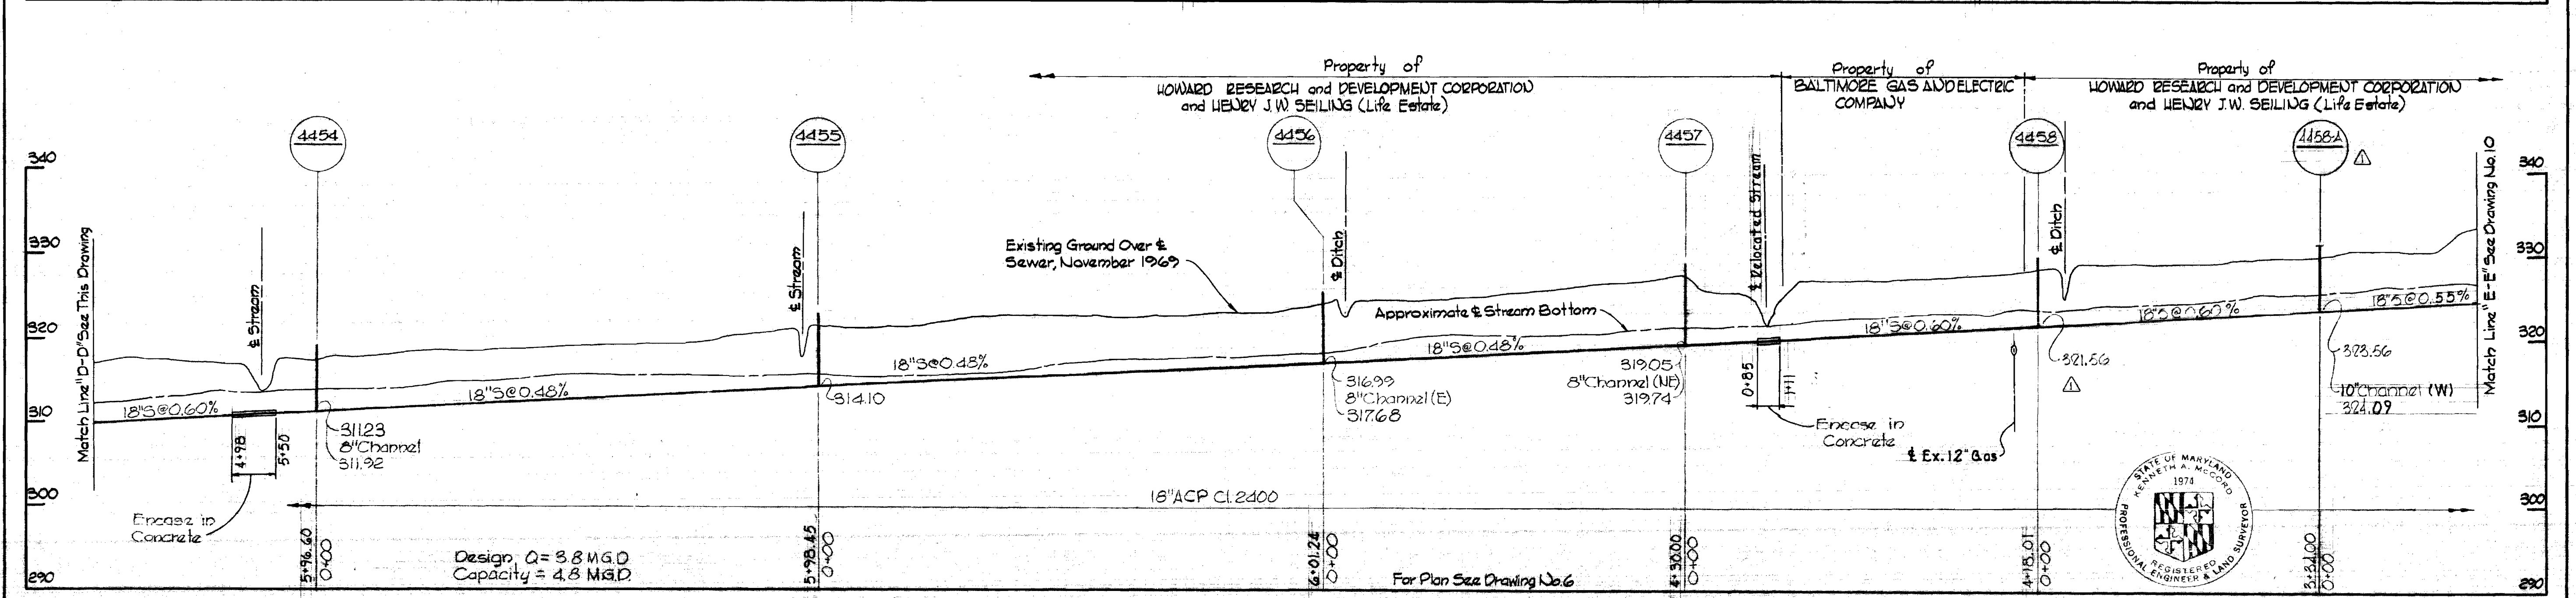 Property of
HOWARD RESEARCH and DEVELOPMENT CORPORATION
and HENRY J.W. SEILING (Life Estate)
Property of
BALTIMORE GAS AND ELECTRIC
COMPANY
Property of
HOWARD RESEARCH and DEVELOPMENT CORPORATION
and HENRY J.W. SEILING (Life Estate)
4454
4455
4456
4457
4458
4458-A
1
340
330
320
310
300
290
340
330
320
310
300
290
Match Line "D-D" See This Drawing
℄ Stream
℄ Stream
Existing Ground Over ℄
Sewer, November 1969
℄ Ditch
Approximate ℄ Stream Bottom
℄ Relocated Stream
℄ Ditch
Match Line "E-E" See Drawing No. 10
18"S@0.60%
18"S@0.48%
18"S@0.48%
18"S@0.48%
18"S@0.60%
18"S@0.60%
18"S@0.55%
311.23
8" Channel
311.92
314.10
316.99
8" Channel (E)
317.68
319.05
8" Channel (NE)
319.74
321.56
1
323.56
10" Channel (W)
324.09
4+98
5+50
Encase in
Concrete
0+85
1+11
Encase in
Concrete
℄ Ex. 12" Gas
18" ACP Cl. 2400
5+96.60
0+00
5+98.45
0+00
6+01.24
0+00
4+30.00
0+00
4+18.01
0+00
3+34.00
0+00
Design Q = 3.8 M.G.D.
Capacity = 4.8 M.G.D.
For Plan See Drawing No. 6
STATE OF MARYLAND
KENNETH A. McCORD
1974
REGISTERED
PROFESSIONAL ENGINEER & LAND SURVEYOR